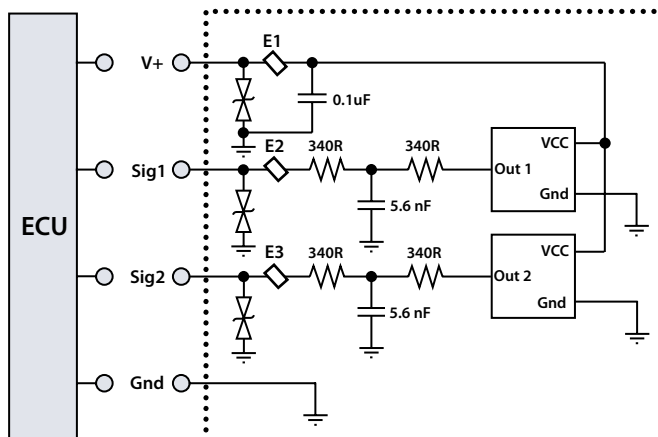 E1
V+
0.1uF
E2
340R
340R
VCC
Sig1
Out 1
Gnd
5.6 nF
ECU
E3
340R
340R
VCC
Sig2
Out 2
Gnd
5.6 nF
Gnd